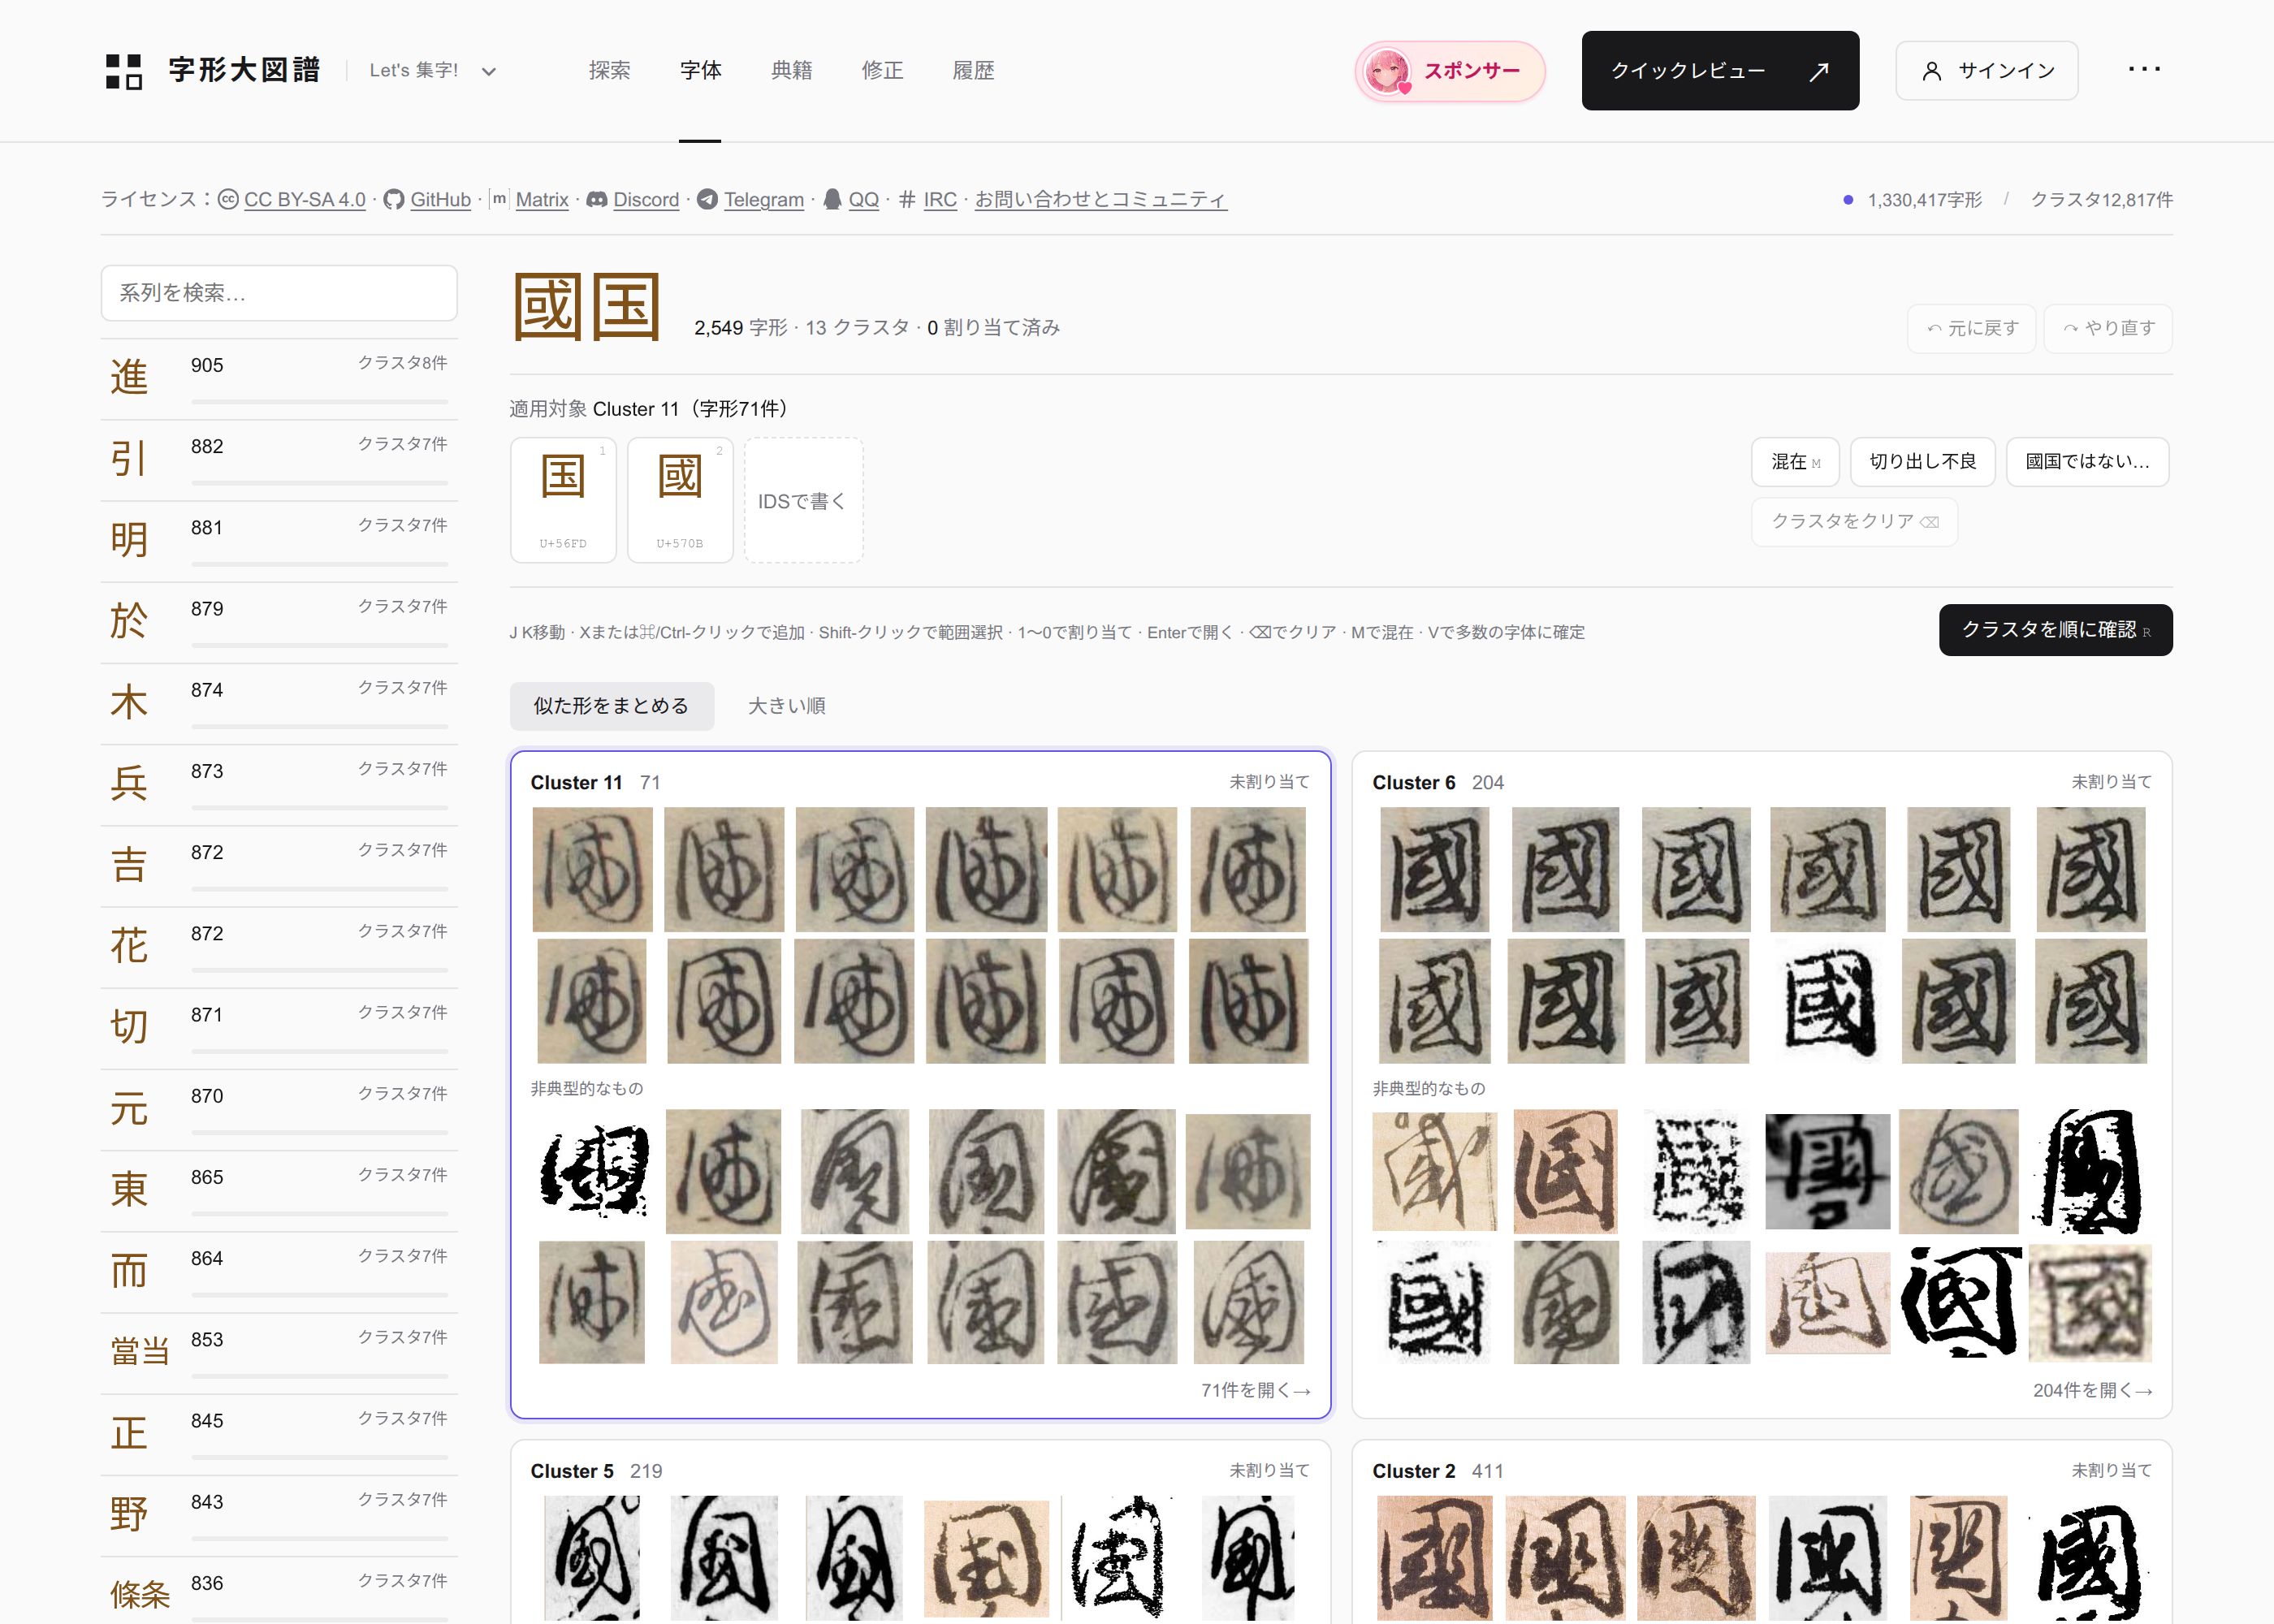 字形大図譜 Let's 集字! 探索 字体 典籍 修正 履歴 スポンサー クイックレビュー ↗ サインイン ···
ライセンス：CC BY-SA 4.0 · GitHub · [m] Matrix · Discord · Telegram · QQ · # IRC · お問い合わせとコミュニティ
1,330,417字形 / クラスタ12,817件
系列を検索…
進 905 クラスタ8件
引 882 クラスタ7件
明 881 クラスタ7件
於 879 クラスタ7件
木 874 クラスタ7件
兵 873 クラスタ7件
吉 872 クラスタ7件
花 872 クラスタ7件
切 871 クラスタ7件
元 870 クラスタ7件
東 865 クラスタ7件
而 864 クラスタ7件
當当 853 クラスタ7件
正 845 クラスタ7件
野 843 クラスタ7件
條条 836 クラスタ7件
國国 2,549 字形 · 13 クラスタ · 0 割り当て済み
↶ 元に戻す ↷ やり直す
適用対象 Cluster 11（字形71件）
国 1 U+56FD
國 2 U+570B
IDSで書く
混在 M 切り出し不良 國国ではない…
クラスタをクリア ⌫
J K移動 · Xまたは⌘/Ctrl-クリックで追加 · Shift-クリックで範囲選択 · 1〜0で割り当て · Enterで開く · ⌫でクリア · Mで混在 · Vで多数の字体に確定
クラスタを順に確認 R
似た形をまとめる 大きい順
Cluster 11 71 未割り当て
非典型的なもの
71件を開く→
Cluster 6 204 未割り当て
國 國 國 國 國 國
國 國 國 國 國 國
非典型的なもの
204件を開く→
Cluster 5 219 未割り当て
Cluster 2 411 未割り当て